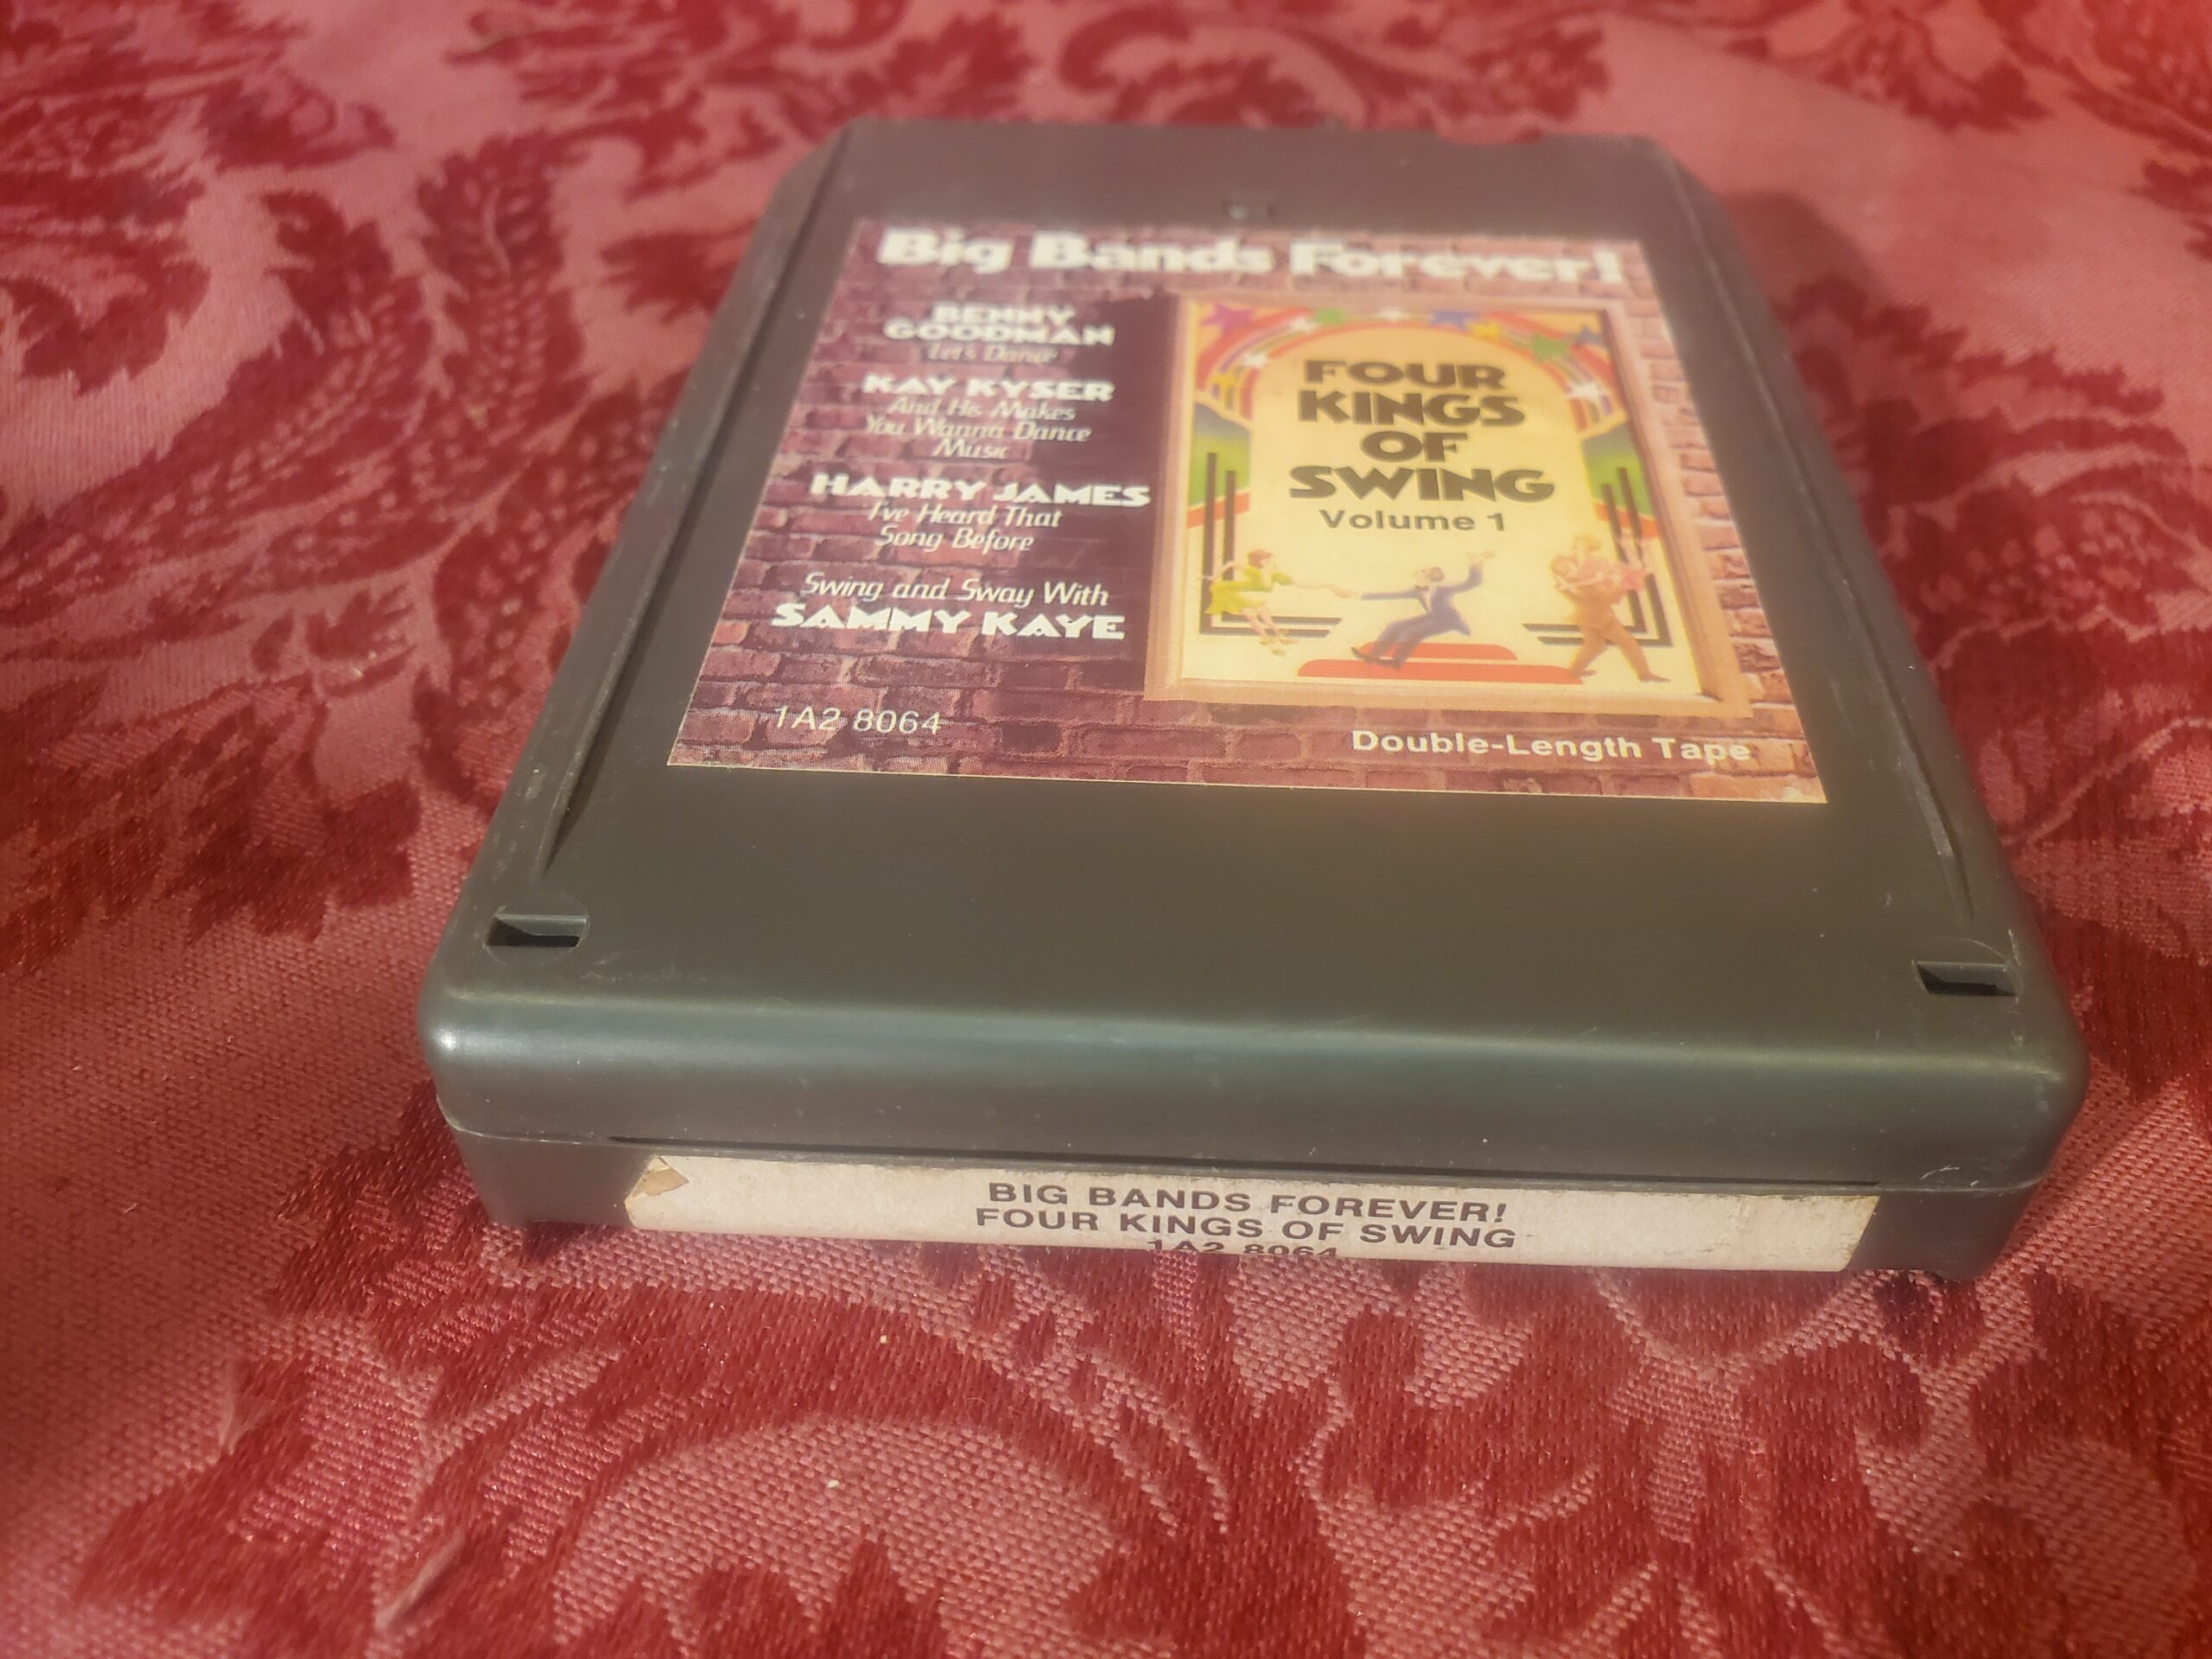 Big Bands Forever!
BENNY
GOODMAN
Let's Dance
KAY KYSER
And His Makes
You Wanna Dance
Music
HARRY JAMES
I've Heard That
Song Before
Swing and Sway With
SAMMY KAYE
1A2 8064
FOUR
KINGS
OF
SWING
Volume 1
Double-Length Tape
BIG BANDS FOREVER!
FOUR KINGS OF SWING
1A2 8064